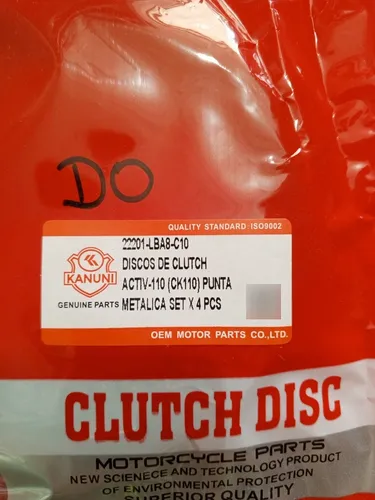 DO
QUALITY STANDARD: ISO9002
22201-LBA8-C10
DISCOS DE CLUTCH
ACTIV-110 (CK110) PUNTA
METALICA SET X 4 PCS
KANUNI
GENUINE PARTS
OEM MOTOR PARTS CO.,LTD.
CLUTCH DISC
MOTORCYCLE PARTS
NEW SCIENECE AND TECHNOLOGY PRODUCT
OF ENVIRONMENTAL PROTECTION
SUPERIOR QUALITY